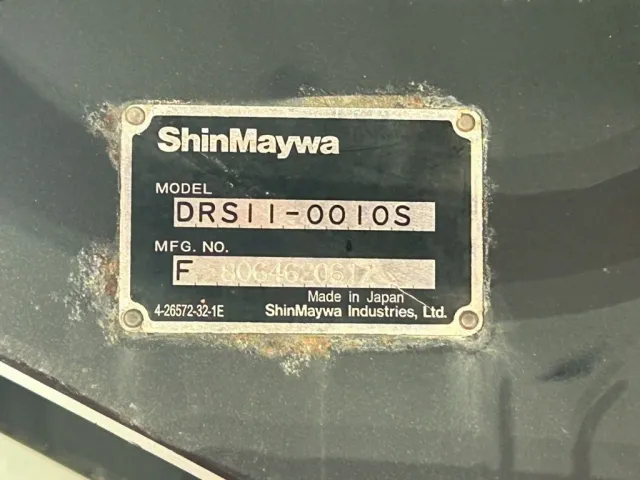 ShinMaywa
MODEL
DRS11-0010S
MFG. NO.
F
Made in Japan
4-26572-32-1E
ShinMaywa Industries, Ltd.